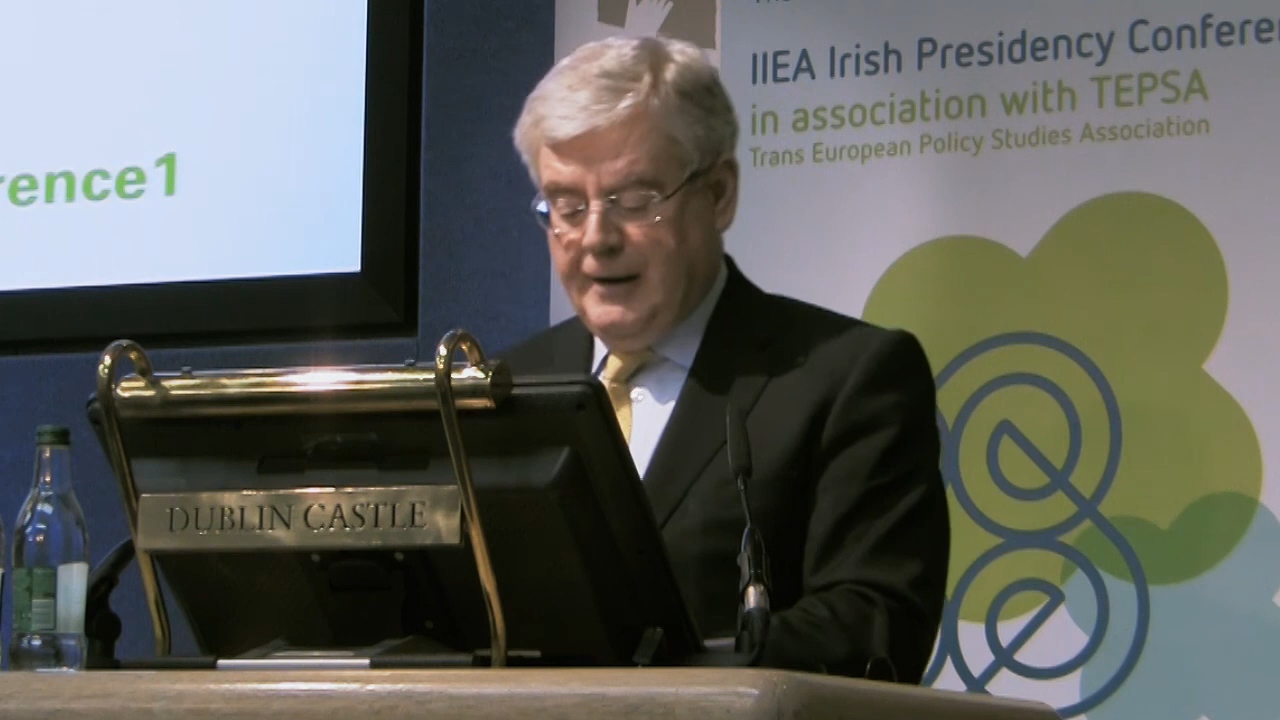 IIEA Irish Presidency Confere
in association with TEPSA
Trans European Policy Studies Association
rence1
DUBLIN CASTLE